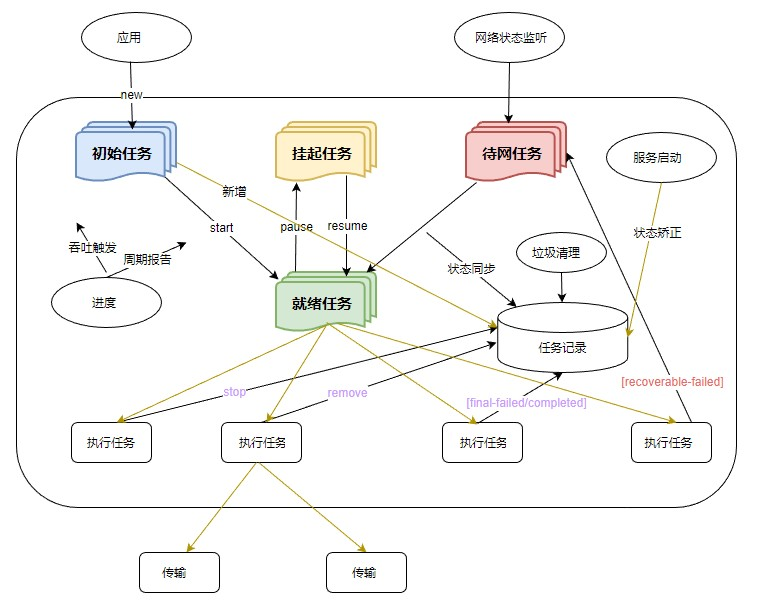 应用
网络状态监听
new
初始任务
挂起任务
待网任务
服务启动
新增
start
pause
resume
状态矫正
吞吐触发
周期报告
状态同步
垃圾清理
进度
就绪任务
任务记录
stop
remove
[final-failed/completed]
[recoverable-failed]
执行任务
执行任务
执行任务
执行任务
传输
传输